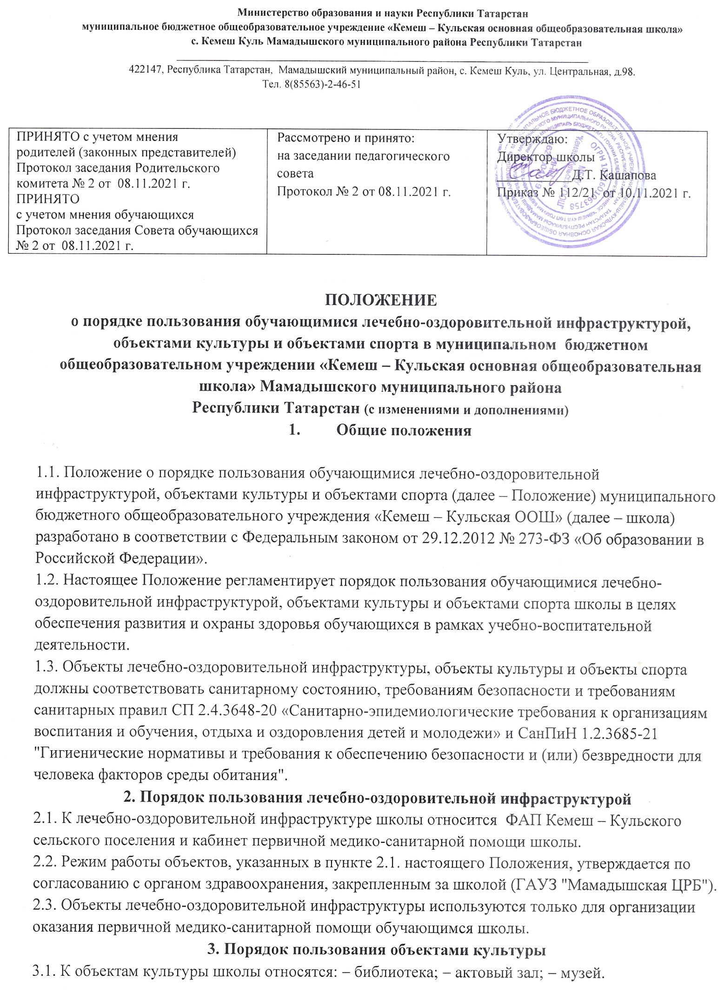 Министерство образования и науки Республики Татарстан
муниципальное бюджетное общеобразовательное учреждение «Кемеш – Кульская основная общеобразовательная школа»
с. Кемеш Куль Мамадышского муниципального района Республики Татарстан
422147, Республика Татарстан, Мамадышский муниципальный район, с. Кемеш Куль, ул. Центральная, д.98.
Тел. 8(85563)-2-46-51
ПРИНЯТО с учетом мнения
родителей (законных представителей)
Протокол заседания Родительского
комитета № 2 от 08.11.2021 г.
ПРИНЯТО
с учетом мнения обучающихся
Протокол заседания Совета обучающихся
№ 2 от 08.11.2021 г.
Рассмотрено и принято:
на заседании педагогического
совета
Протокол № 2 от 08.11.2021 г.
Утверждаю:
Директор школы
Д.Т. Кашапова
Приказ № 112/21 от 10.11.2021 г.
ПОЛОЖЕНИЕ
о порядке пользования обучающимися лечебно-оздоровительной инфраструктурой,
объектами культуры и объектами спорта в муниципальном бюджетном
общеобразовательном учреждении «Кемеш – Кульская основная общеобразовательная
школа» Мамадышского муниципального района
Республики Татарстан (с изменениями и дополнениями)
1. Общие положения
1.1. Положение о порядке пользования обучающимися лечебно-оздоровительной
инфраструктурой, объектами культуры и объектами спорта (далее – Положение) муниципального
бюджетного общеобразовательного учреждения «Кемеш – Кульская ООШ» (далее – школа)
разработано в соответствии с Федеральным законом от 29.12.2012 № 273-ФЗ «Об образовании в
Российской Федерации».
1.2. Настоящее Положение регламентирует порядок пользования обучающимися лечебно-
оздоровительной инфраструктурой, объектами культуры и объектами спорта школы в целях
обеспечения развития и охраны здоровья обучающихся в рамках учебно-воспитательной
деятельности.
1.3. Объекты лечебно-оздоровительной инфраструктуры, объекты культуры и объекты спорта
должны соответствовать санитарному состоянию, требованиям безопасности и требованиям
санитарных правил СП 2.4.3648-20 «Санитарно-эпидемиологические требования к организациям
воспитания и обучения, отдыха и оздоровления детей и молодежи» и СанПиН 1.2.3685-21
"Гигиенические нормативы и требования к обеспечению безопасности и (или) безвредности для
человека факторов среды обитания".
2. Порядок пользования лечебно-оздоровительной инфраструктурой
2.1. К лечебно-оздоровительной инфраструктуре школы относится ФАП Кемеш – Кульского
сельского поселения и кабинет первичной медико-санитарной помощи школы.
2.2. Режим работы объектов, указанных в пункте 2.1. настоящего Положения, утверждается по
согласованию с органом здравоохранения, закрепленным за школой (ГАУЗ "Мамадышская ЦРБ").
2.3. Объекты лечебно-оздоровительной инфраструктуры используются только для организации
оказания первичной медико-санитарной помощи обучающимся школы.
3. Порядок пользования объектами культуры
3.1. К объектам культуры школы относятся: – библиотека; – актовый зал; – музей.